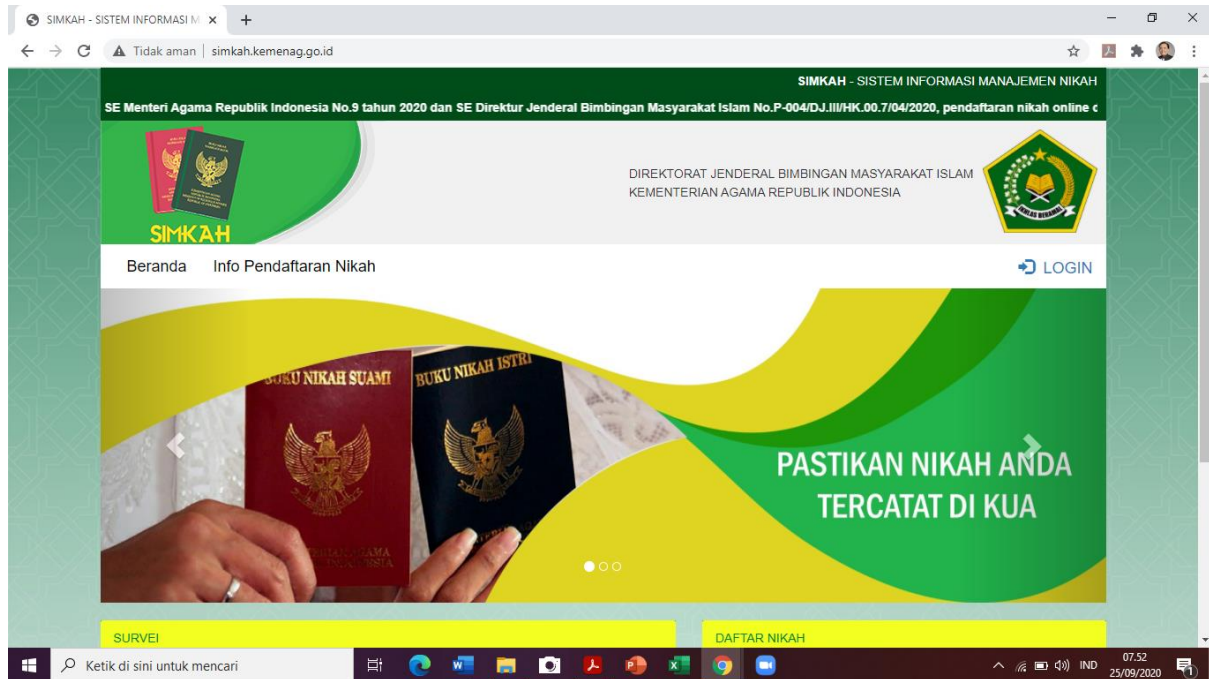 SIMKAH - SISTEM INFORMASI M
Tidak aman | simkah.kemenag.go.id
SIMKAH - SISTEM INFORMASI MANAJEMEN NIKAH
SE Menteri Agama Republik Indonesia No.9 tahun 2020 dan SE Direktur Jenderal Bimbingan Masyarakat Islam No.P-004/DJ.III/HK.00.7/04/2020, pendaftaran nikah online
SIMKAH
DIREKTORAT JENDERAL BIMBINGAN MASYARAKAT ISLAM
KEMENTERIAN AGAMA REPUBLIK INDONESIA
IKHLAS BERAMAL
Beranda Info Pendaftaran Nikah
LOGIN
BUKU NIKAH SUAMI
BUKU NIKAH ISTRI
PASTIKAN NIKAH ANDA
TERCATAT DI KUA
SURVEI
DAFTAR NIKAH
Ketik di sini untuk mencari
IND
07.52
25/09/2020